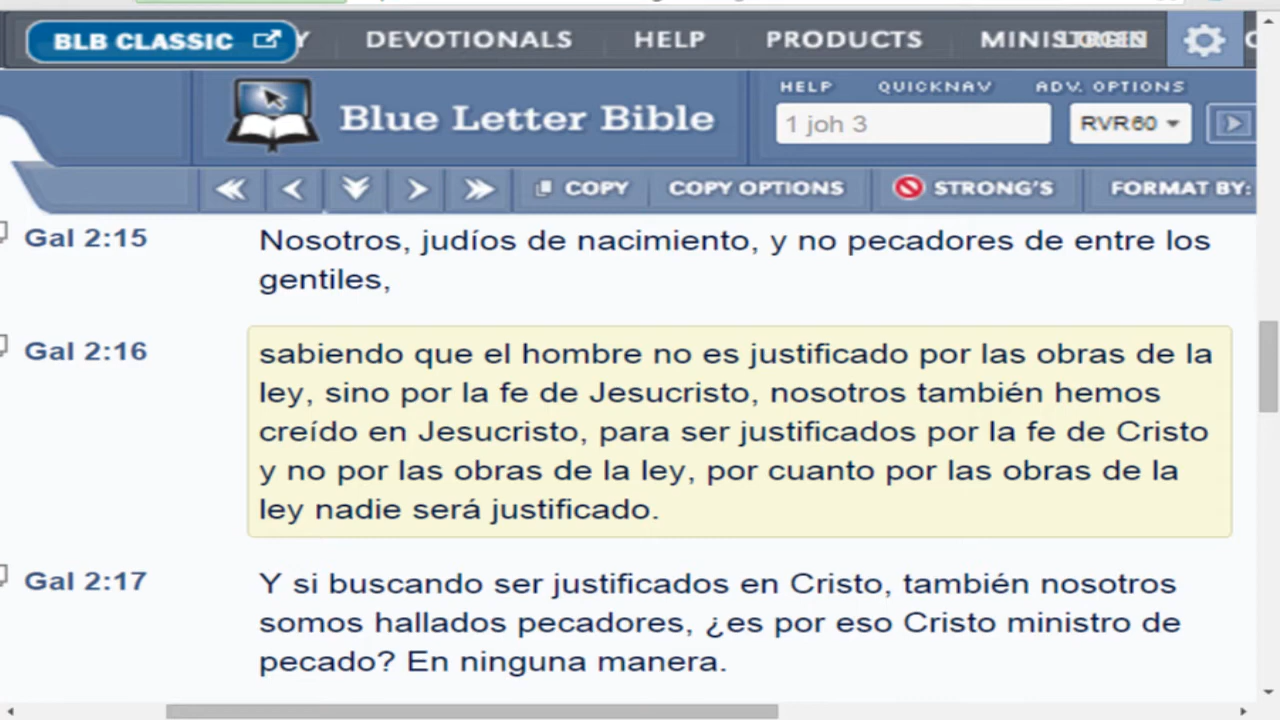 BLB CLASSIC Y DEVOTIONALS HELP PRODUCTS
Blue Letter Bible
HELP QUICKNAV ADV. OPTIONS
1 joh 3 RVR60
COPY COPY OPTIONS STRONG'S FORMAT BY:
Gal 2:15 Nosotros, judíos de nacimiento, y no pecadores de entre los
gentiles,
Gal 2:16 sabiendo que el hombre no es justificado por las obras de la
ley, sino por la fe de Jesucristo, nosotros también hemos
creído en Jesucristo, para ser justificados por la fe de Cristo
y no por las obras de la ley, por cuanto por las obras de la
ley nadie será justificado.
Gal 2:17 Y si buscando ser justificados en Cristo, también nosotros
somos hallados pecadores, ¿es por eso Cristo ministro de
pecado? En ninguna manera.